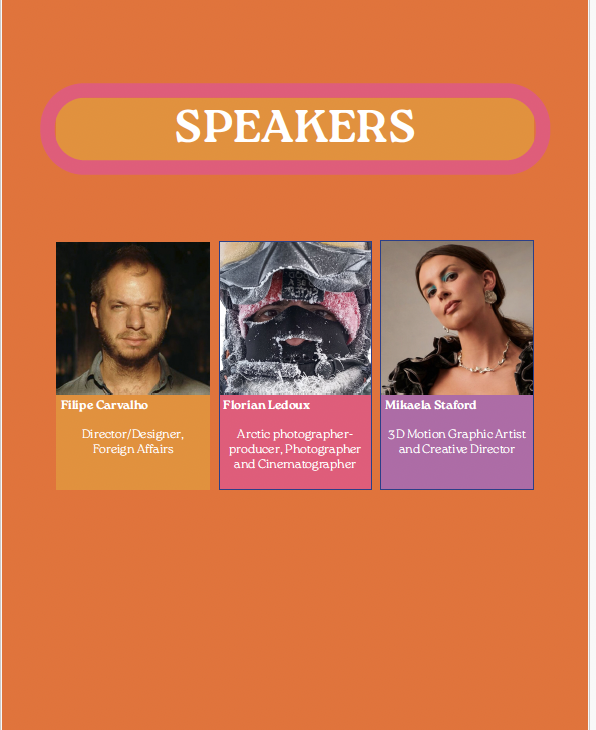 SPEAKERS
Filipe Carvalho
Director/Designer,
Foreign Affairs
Florian Ledoux
Arctic photographer-
producer, Photographer
and Cinematographer
Mikaela Staford
3D Motion Graphic Artist
and Creative Director